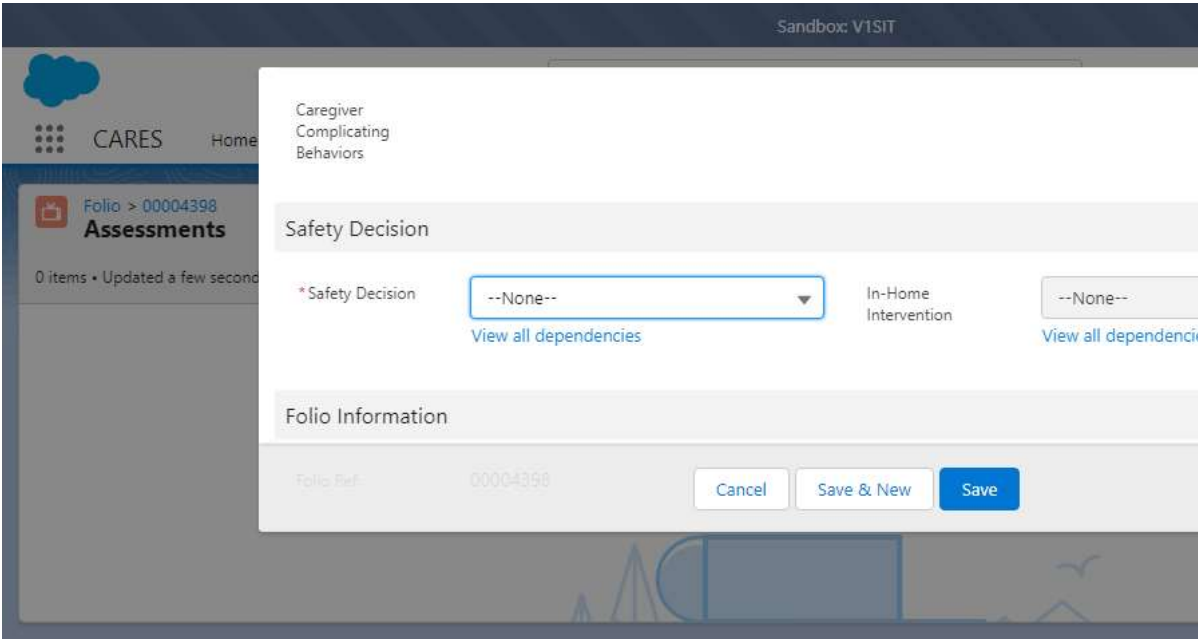 Sandbox: V1SIT
CARES
Home
Folio > 00004398
Assessments
0 items • Updated a few second
Caregiver
Complicating
Behaviors
Safety Decision
*Safety Decision
--None--
View all dependencies
In-Home
Intervention
--None--
View all dependencie
Folio Information
Folio Ref.
00004398
Cancel
Save & New
Save